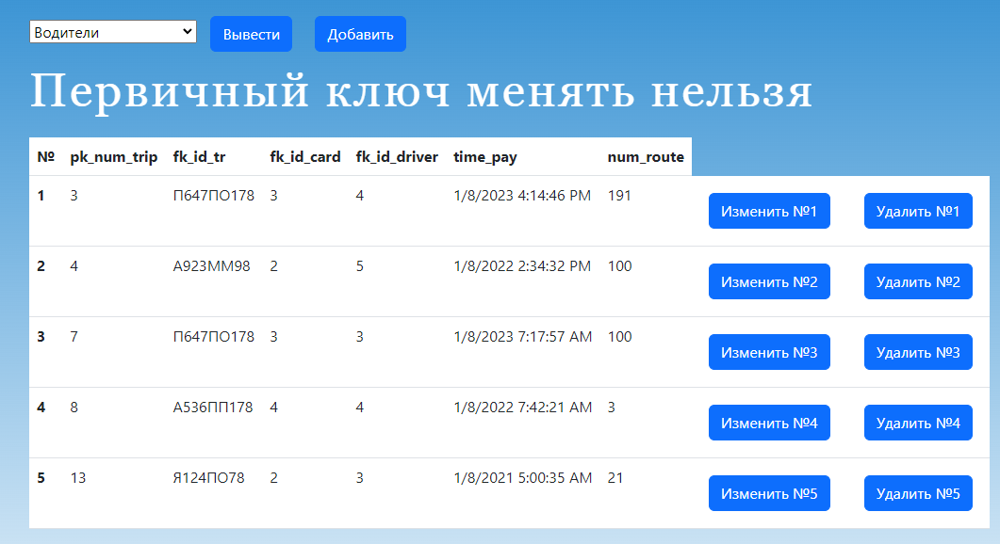 Водители Вывести Добавить
Первичный ключ менять нельзя
№ pk_num_trip fk_id_tr fk_id_card fk_id_driver time_pay num_route
1 3 П647ПО178 3 4 1/8/2023 4:14:46 PM 191 Изменить №1 Удалить №1
2 4 А923ММ98 2 5 1/8/2022 2:34:32 PM 100 Изменить №2 Удалить №2
3 7 П647ПО178 3 3 1/8/2023 7:17:57 AM 100 Изменить №3 Удалить №3
4 8 А536ПП178 4 4 1/8/2022 7:42:21 AM 3 Изменить №4 Удалить №4
5 13 Я124ПО78 2 3 1/8/2021 5:00:35 AM 21 Изменить №5 Удалить №5